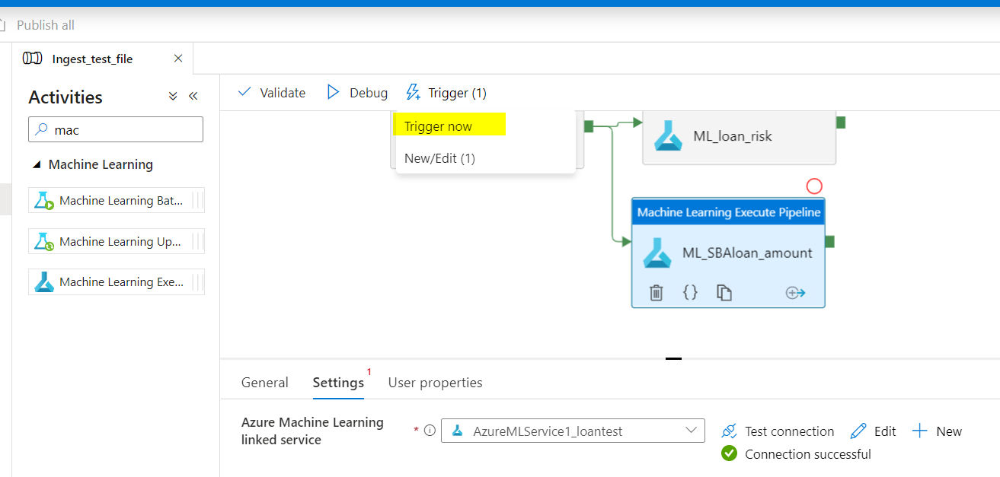 Publish all
Ingest_test_file
Activities
mac
Machine Learning
Machine Learning Bat...
Machine Learning Up...
Machine Learning Exe...
Validate
Debug
Trigger (1)
Trigger now
New/Edit (1)
ML_loan_risk
Machine Learning Execute Pipeline
ML_SBAloan_amount
General
Settings 1
User properties
Azure Machine Learning
linked service
*
AzureMLService1_loantest
Test connection
Edit
New
Connection successful